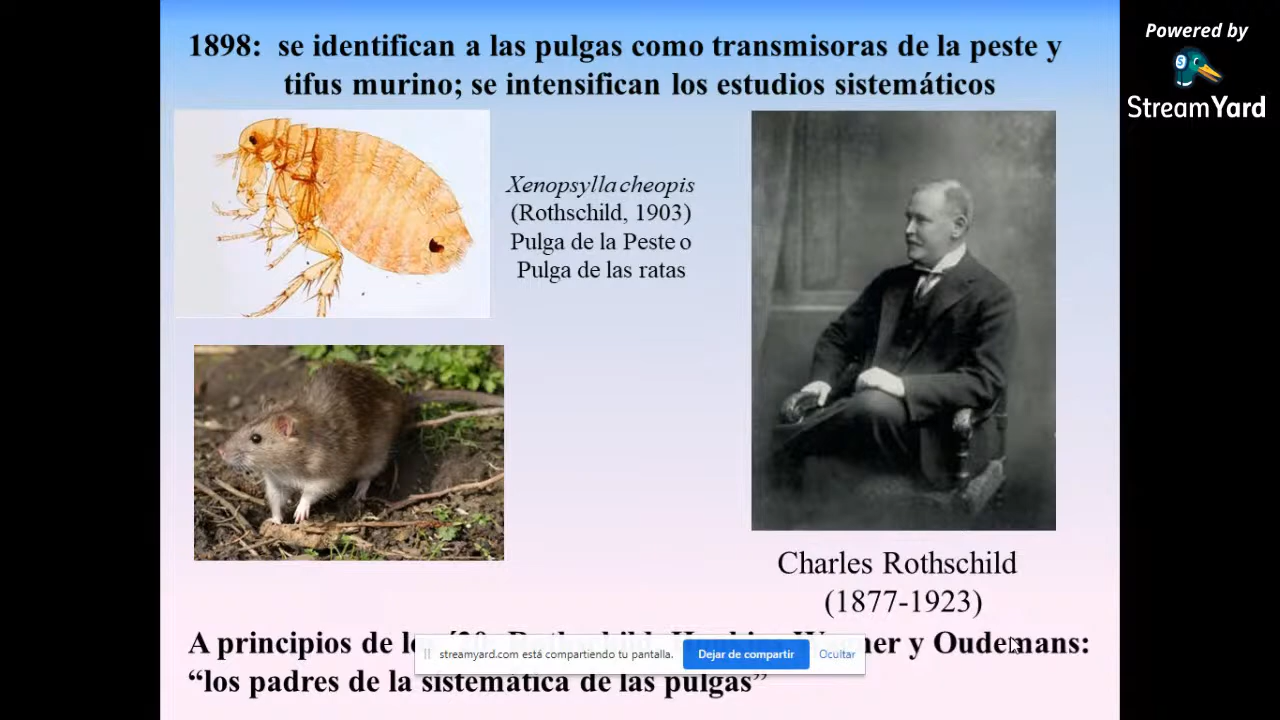 1898: se identifican a las pulgas como transmisoras de la peste y
tifus murino; se intensifican los estudios sistemáticos
Xenopsylla cheopis
(Rothschild, 1903)
Pulga de la Peste o
Pulga de las ratas
Charles Rothschild
(1877-1923)
A principios de y Oudemans:
“los padres de la sistemática de las pulgas”
streamyard.com está compartiendo tu pantalla.
Dejar de compartir
Ocultar
Powered by
StreamYard